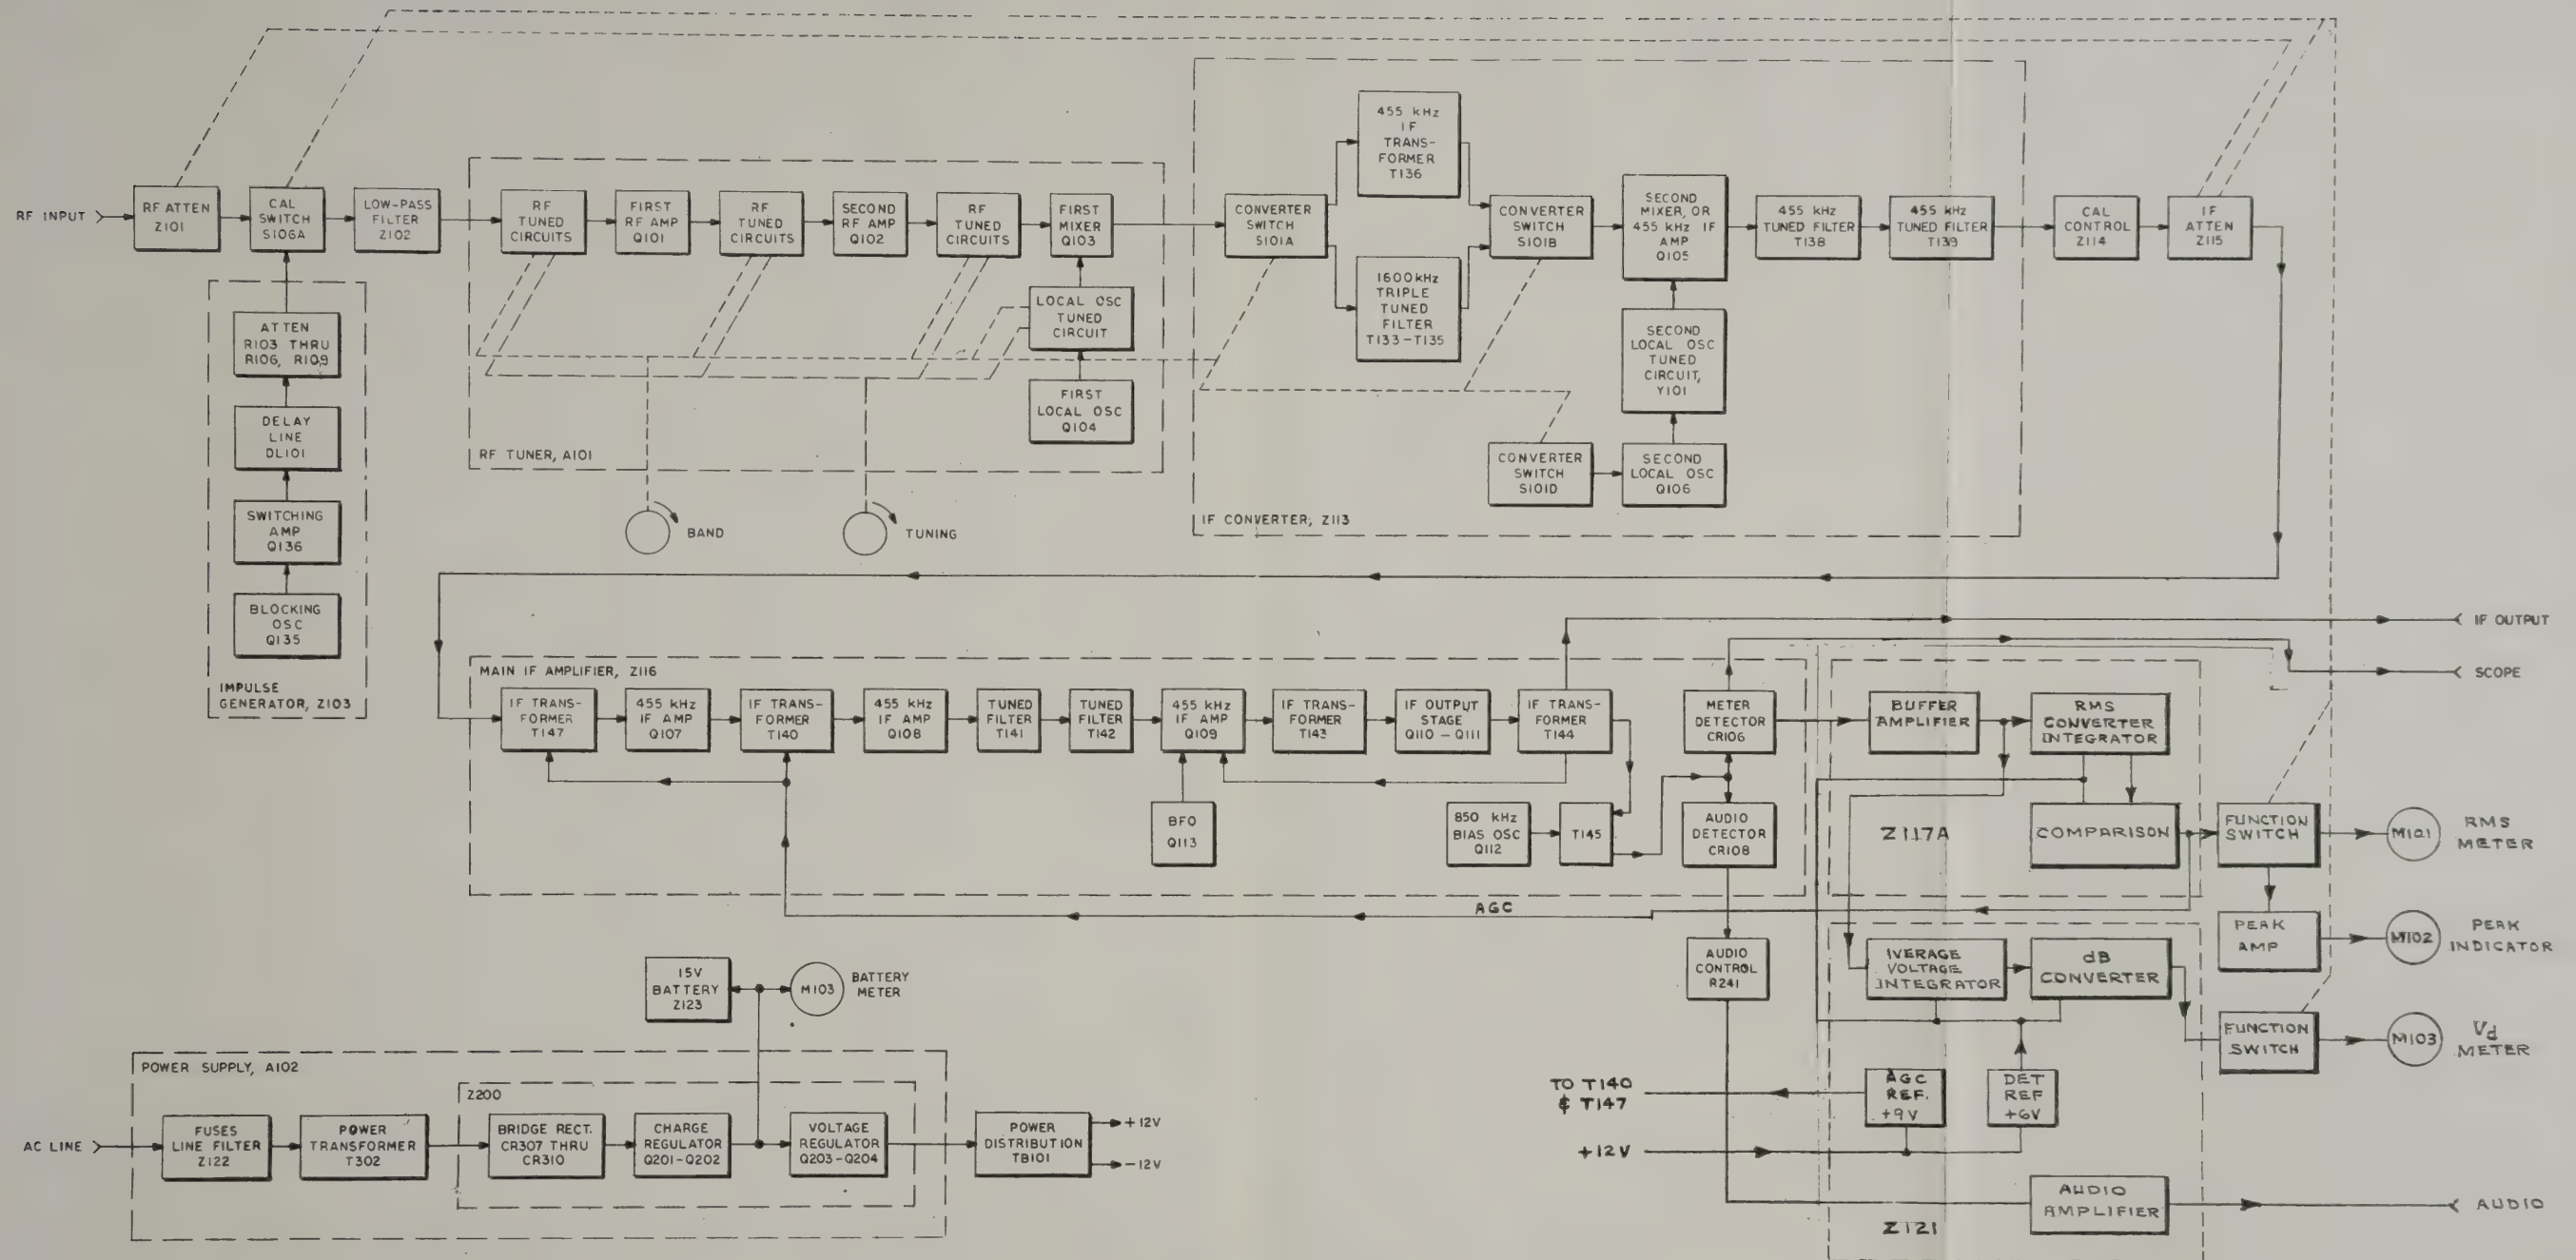 RF INPUT
RF ATTEN
Z101
CAL
SWITCH
S106A
LOW-PASS
FILTER
Z102
ATTEN
R103 THRU
R106, R109
DELAY
LINE
DL101
SWITCHING
AMP
Q136
BLOCKING
OSC
Q135
IMPULSE
GENERATOR, Z103
RF
TUNED
CIRCUITS
FIRST
RF AMP
Q101
RF
TUNED
CIRCUITS
SECOND
RF AMP
Q102
RF
TUNED
CIRCUITS
FIRST
MIXER
Q103
LOCAL OSC
TUNED
CIRCUIT
FIRST
LOCAL OSC
Q104
RF TUNER, A101
BAND
TUNING
CONVERTER
SWITCH
S101A
455 kHz
IF
TRANS-
FORMER
T136
1600kHz
TRIPLE
TUNED
FILTER
T133-T135
CONVERTER
SWITCH
S101B
SECOND
MIXER, OR
455 kHz IF
AMP
Q105
SECOND
LOCAL OSC
TUNED
CIRCUIT,
Y101
CONVERTER
SWITCH
S101D
SECOND
LOCAL OSC
Q106
IF CONVERTER, Z113
455 kHz
TUNED FILTER
T138
455 kHz
TUNED FILTER
T139
CAL
CONTROL
Z114
IF
ATTEN
Z115
IF OUTPUT
SCOPE
MAIN IF AMPLIFIER, Z116
IF TRANS-
FORMER
T147
455 kHz
IF AMP
Q107
IF TRANS-
FORMER
T140
455 kHz
IF AMP
Q108
TUNED
FILTER
T141
TUNED
FILTER
T142
455 kHz
IF AMP
Q109
IF TRANS-
FORMER
T143
IF OUTPUT
STAGE
Q110-Q111
IF TRANS-
FORMER
T144
METER
DETECTOR
CR106
BFO
Q113
850 kHz
BIAS OSC
Q112
T145
AUDIO
DETECTOR
CR108
BUFFER
AMPLIFIER
RMS
CONVERTER
INTEGRATOR
Z117A
COMPARISON
FUNCTION
SWITCH
M101
RMS
METER
AGC
PEAK
AMP
M102
PEAK
INDICATOR
AUDIO
CONTROL
R241
AVERAGE
VOLTAGE
INTEGRATOR
dB
CONVERTER
FUNCTION
SWITCH
M103
Vd
METER
TO T140
& T147
AGC
REF.
+9V
DET
REF
+6V
+12V
AUDIO
AMPLIFIER
AUDIO
Z121
15V
BATTERY
Z123
M103
BATTERY
METER
POWER SUPPLY, A102
Z200
AC LINE
FUSES
LINE FILTER
Z122
POWER
TRANSFORMER
T302
BRIDGE RECT.
CR307 THRU
CR310
CHARGE
REGULATOR
Q201-Q202
VOLTAGE
REGULATOR
Q203-Q204
POWER
DISTRIBUTION
TB101
+12V
-12V